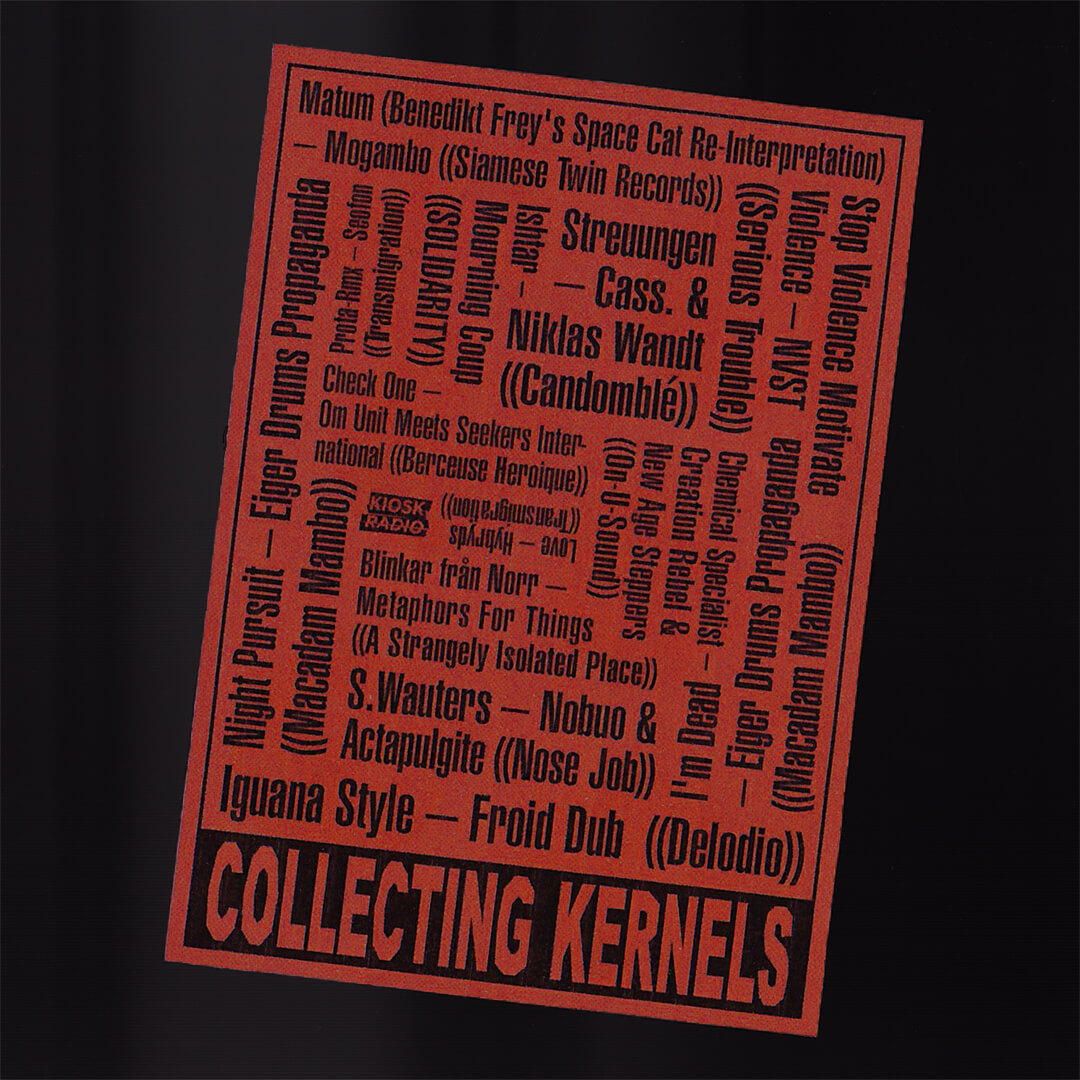 Matum (Benedikt Frey's Space Cat Re-Interpretation)
– Mogambo ((Siamese Twin Records))
Night Pursuit – Eiger Drums Propaganda
((Macadam Mambo))
Prota-Rmx – Seofon
((Transmigration))
Ishtar –
Mourning Coup
((SOLIDARITY))
Streuungen
– Cass. &
Niklas Wandt
((Candomblé))
Stop Violence Motivate
Violence – NVST
((Serious Trouble))
Check One –
Om Unit Meets Seekers Inter-
national ((Berceuse Heroique))
KIOSK
RADIO
Love – Hybryds
((Transmigration))
Chemical Specialist –
Creation Rebel &
New Age Steppers
((On-U-Sound))
Blinkar från Norr –
Metaphors For Things
((A Strangely Isolated Place))
I'm Dead
– Eiger Drums Propaganda
((Macadam Mambo))
S.Wauters – Nobuo &
Actapulgite ((Nose Job))
Iguana Style – Froid Dub ((Delodio))
COLLECTING KERNELS